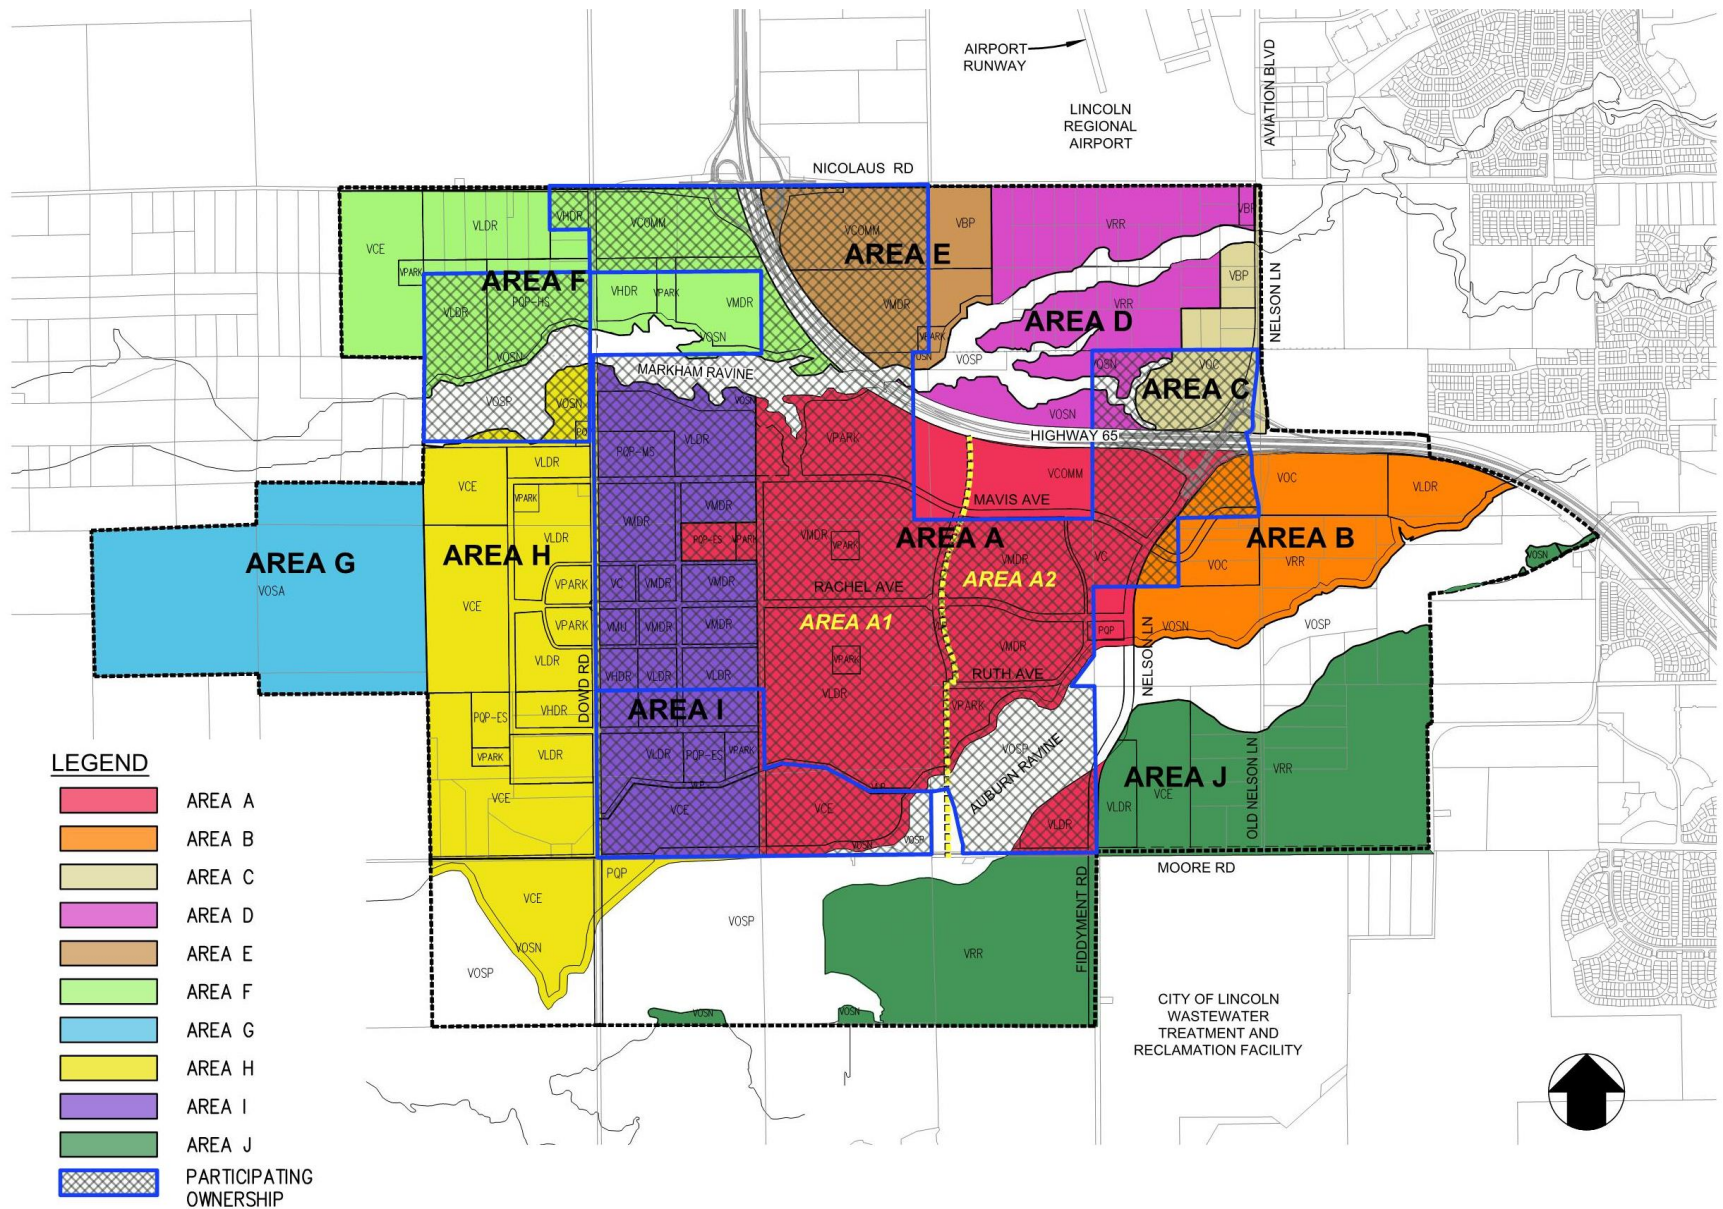 AIRPORT
RUNWAY
LINCOLN
REGIONAL
AIRPORT
AVIATION BLVD
NICOLAUS RD
VCE
VLDR
VHDR
VCOMM
VCOMM
VBP
VRR
AREA F
AREA E
VPARK
VLDR
PQP-HS
VHDR
VPARK
VMDR
VMDR
VRR
VBP
NELSON LN
AREA D
VOSN
VOSN
VPARK
VOSN
VOSP
VOSN
VOC
MARKHAM RAVINE
AREA C
VOSP
VOSN
VOSN
VOSN
HIGHWAY 65
VLDR
PQP-MS
VLDR
VPARK
VCE
VPARK
VCOMM
VOC
VLDR
MAVIS AVE
VMDR
VMDR
VMDR
VPARK
AREA A
VMDR
VC
AREA B
PQP-ES
VPARK
AREA G
VOSA
AREA H
VLDR
VOC
VRR
VOSN
VCE
VPARK
VC
VMDR
VMDR
RACHEL AVE
AREA A2
VPARK
VMU
VMDR
VMDR
AREA A1
PQP
VOSN
VOSP
VLDR
DOWD RD
VHDR
VLDR
VLDR
VPARK
VLDR
VMDR
RUTH AVE
NELSON LN
PQP-ES
VHDR
AREA I
VPARK
VPARK
VLDR
VLDR
PQP-ES
VPARK
VOSP
AUBURN RAVINE
AREA J
VLDR
VCE
VRR
OLD NELSON LN
VCE
VCE
VCE
VLDR
VOSN
VOSP
MOORE RD
VCE
PQP
VOSN
VOSP
VOSP
VRR
FIDDYMENT RD
VOSN
VOSN
CITY OF LINCOLN
WASTEWATER
TREATMENT AND
RECLAMATION FACILITY
LEGEND
AREA A
AREA B
AREA C
AREA D
AREA E
AREA F
AREA G
AREA H
AREA I
AREA J
PARTICIPATING
OWNERSHIP